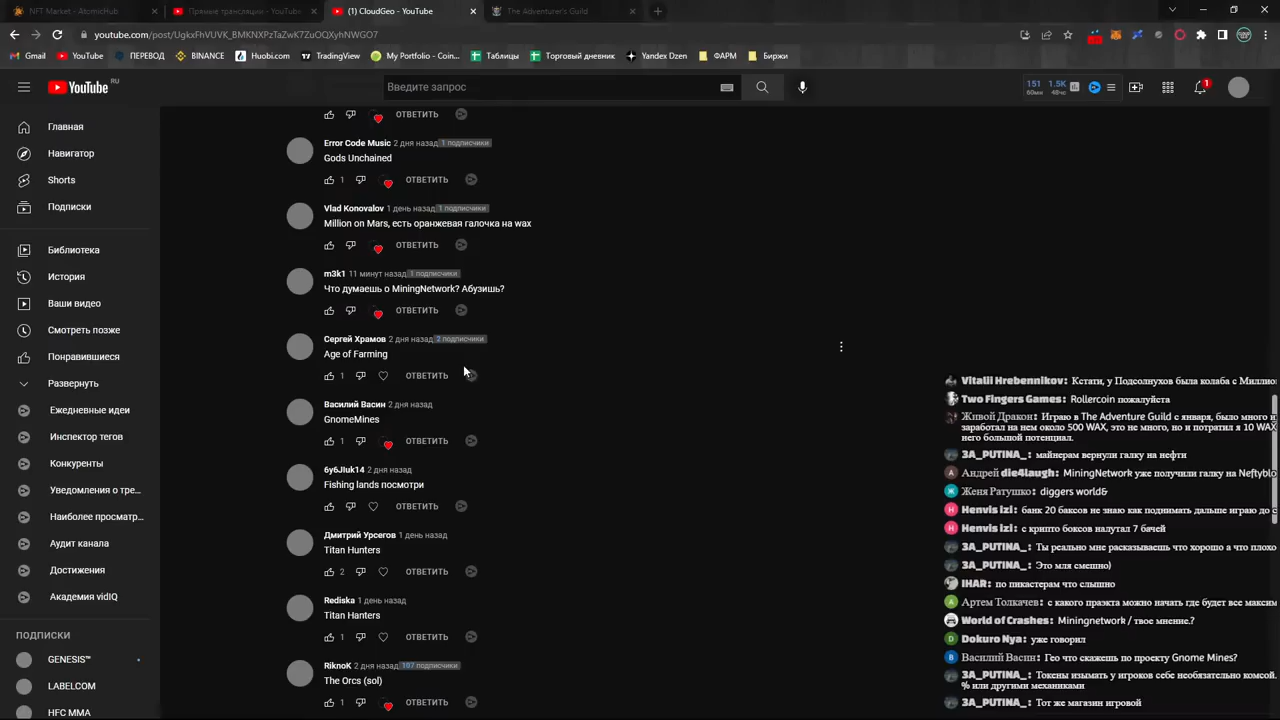 NFT Market - AtomicHub
Прямые трансляции - YouTube
(1) CloudGeo - YouTube
The Adventurer's Guild
youtube.com/post/UgkxFhVUVK_BMKNXPzTaZwK7ZuOQXyhNWGO7
Gmail YouTube ПЕРЕВОД BINANCE Huobi.com TradingView My Portfolio - Coin... Таблицы Торговый дневник Yandex Dzen ФАРМ Биржи
YouTube RU
Введите запрос
151 60мн 1.5K 48чс
1
Главная
Навигатор
Shorts
Подписки
Библиотека
История
Ваши видео
Смотреть позже
Понравившиеся
Развернуть
Ежедневные идеи
Инспектор тегов
Конкуренты
Уведомления о тре...
Наиболее просматр...
Аудит канала
Достижения
Академия vidIQ
ПОДПИСКИ
GENESIS™
LABELCOM
HFC MMA
ОТВЕТИТЬ
Error Code Music 2 дня назад 1 подписчики
Gods Unchained
1 ОТВЕТИТЬ
Vlad Konovalov 1 день назад 1 подписчики
Million on Mars, есть оранжевая галочка на wax
ОТВЕТИТЬ
m3k1 11 минут назад 1 подписчики
Что думаешь о MiningNetwork? Абузишь?
ОТВЕТИТЬ
Сергей Храмов 2 дня назад 2 подписчики
Age of Farming
1 ОТВЕТИТЬ
Василий Васин 2 дня назад
GnomeMines
1 ОТВЕТИТЬ
6y6JIuk14 2 дня назад
Fishing lands посмотри
ОТВЕТИТЬ
Дмитрий Урсегов 1 день назад
Titan Hunters
2 ОТВЕТИТЬ
Rediska 1 день назад
Titan Hanters
1 ОТВЕТИТЬ
RiknoK 2 дня назад 107 подписчики
The Orcs (sol)
1 ОТВЕТИТЬ
Vitalii Hrebennikov: Кстати, у Подсолнухов была колаба с Миллио
Two Fingers Games: Rollercoin пожалуйста
Живой Дракон: Играю в The Adventure Guild с января, было много и
заработал на нем около 500 WAX, это не много, но и потратил я 10 WAX
него большой потенциал.
ЗА_PUTINA_: майнерам вернули галку на нефти
Андрей die4laugh: MiningNetwork уже получили галку на Neftyblo
Женя Ратушко: diggers world&
Henvis izi: банк 20 баксов не знаю как поднимать дальше играю до с
Henvis izi: с крипто боксов налутал 7 бачей
ЗА_PUTINA_: Ты реально мне рассказываешь что хорошо а что плохо
ЗА_PUTINA_: Это мля смешно)
IHAR: по пикастерам что слышно
Артем Толкачев: с какого праэкта можно начать где будет все максим
World of Crashes: Miningnetwork / твое мнение.?
Dokuro Nya: уже говорил
Василий Васин: Гео что скажешь по проекту Gnome Mines?
ЗА_PUTINA_: Токены изымать у игроков себе необязательно комсой.
% или другими механиками
ЗА_PUTINA_: Тот же магазин игровой